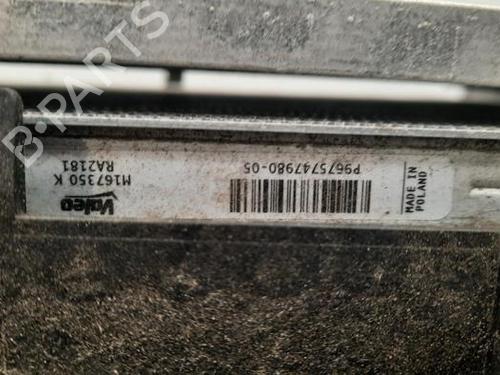 B-PARTS
Valeo
M167350 K
RA2181
P9675747980-05
MADE IN
POLAND